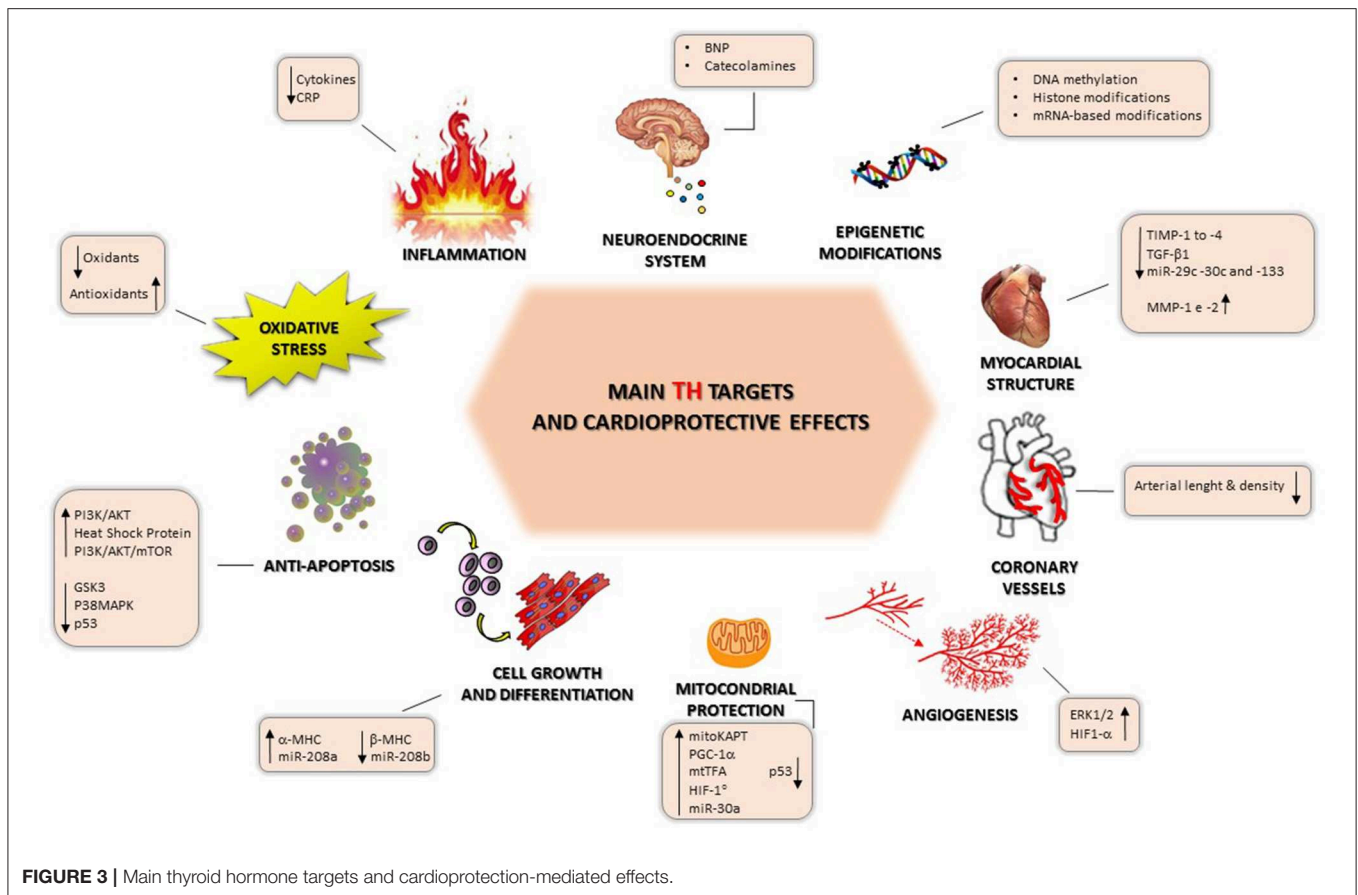 BNP
Catecolamines
Cytokines
CRP
DNA methylation
Histone modifications
mRNA-based modifications
INFLAMMATION
NEUROENDOCRINE
SYSTEM
EPIGENETIC
MODIFICATIONS
Oxidants
Antioxidants
OXIDATIVE
STRESS
TIMP-1 to -4
TGF-β1
miR-29c -30c and -133
MMP-1 e -2
MYOCARDIAL
STRUCTURE
MAIN TH TARGETS
AND CARDIOPROTECTIVE EFFECTS
Arterial lenght & density
CORONARY
VESSELS
PI3K/AKT
Heat Shock Protein
PI3K/AKT/mTOR
GSK3
P38MAPK
p53
ANTI-APOPTOSIS
CELL GROWTH
AND DIFFERENTIATION
α-MHC
miR-208a
β-MHC
miR-208b
MITOCONDRIAL
PROTECTION
mitoKAPT
PGC-1α
mtTFA
HIF-1°
miR-30a
p53
ANGIOGENESIS
ERK1/2
HIF1-α
FIGURE 3 | Main thyroid hormone targets and cardioprotection-mediated effects.